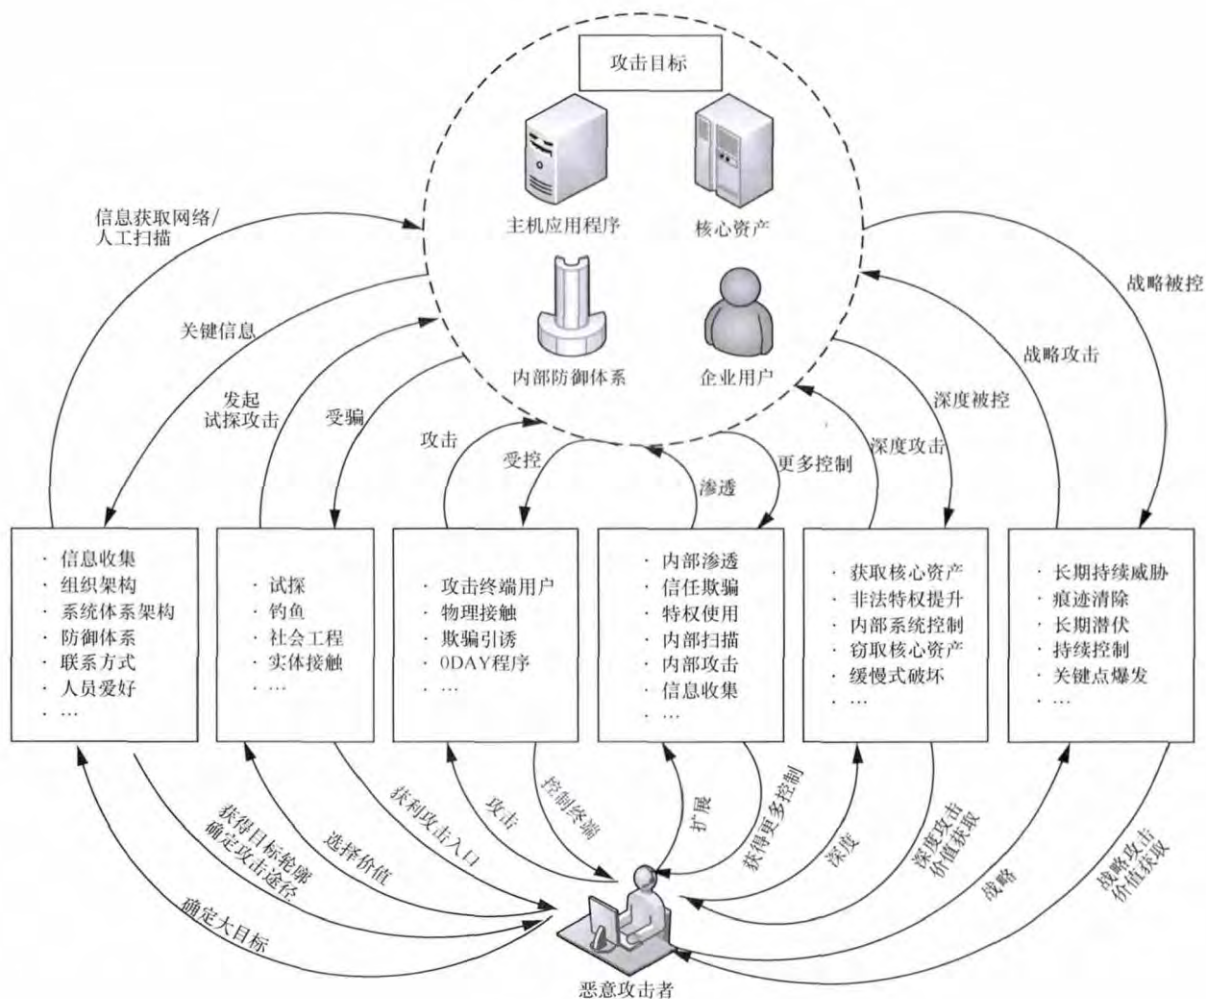 攻击目标
主机应用程序
核心资产
内部防御体系
企业用户
信息获取网络/
人工扫描
关键信息
发起
试探攻击
受骗
攻击
受控
渗透
更多控制
深度攻击
深度被控
战略攻击
战略被控
· 信息收集
· 组织架构
· 系统体系架构
· 防御体系
· 联系方式
· 人员爱好
· …
· 试探
· 钓鱼
· 社会工程
· 实体接触
· …
· 攻击终端用户
· 物理接触
· 欺骗引诱
· 0DAY程序
· …
· 内部渗透
· 信任欺骗
· 特权使用
· 内部扫描
· 内部攻击
· 信息收集
· …
· 获取核心资产
· 非法特权提升
· 内部系统控制
· 窃取核心资产
· 缓慢式破坏
· …
· 长期持续威胁
· 痕迹清除
· 长期潜伏
· 持续控制
· 关键点爆发
· …
确定大目标
获得目标轮廓
确定攻击途径
选择价值
获利攻击入口
攻击
控制终端
扩展
获得更多控制
深度
深度攻击
价值获取
战略
战略攻击
价值获取
恶意攻击者